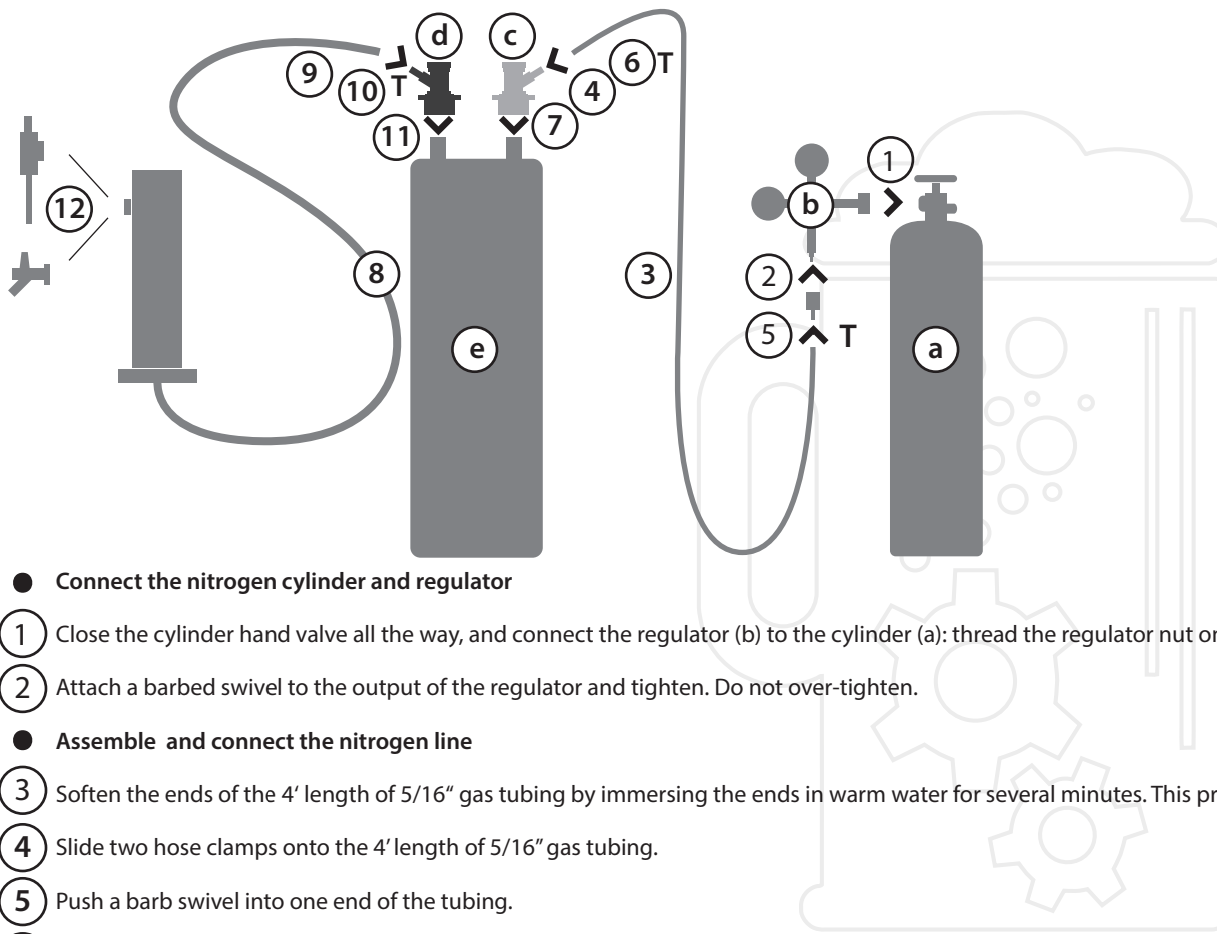 d
c
9
10
T
6
T
4
11
7
1
12
b
8
3
2
e
5
T
a
● Connect the nitrogen cylinder and regulator
1 Close the cylinder hand valve all the way, and connect the regulator (b) to the cylinder (a): thread the regulator nut
2 Attach a barbed swivel to the output of the regulator and tighten. Do not over-tighten.
● Assemble and connect the nitrogen line
3 Soften the ends of the 4‘ length of 5/16“ gas tubing by immersing the ends in warm water for several minutes. This
4 Slide two hose clamps onto the 4’ length of 5/16” gas tubing.
5 Push a barb swivel into one end of the tubing.